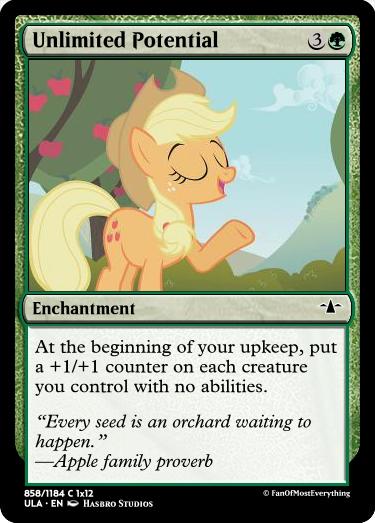 Unlimited Potential 3
Enchantment
At the beginning of your upkeep, put
a +1/+1 counter on each creature
you control with no abilities.
“Every seed is an orchard waiting to
happen.”
—Apple family proverb
858/1184 C 1x12
ULA • EN HASBRO STUDIOS
© FanOfMostEverything